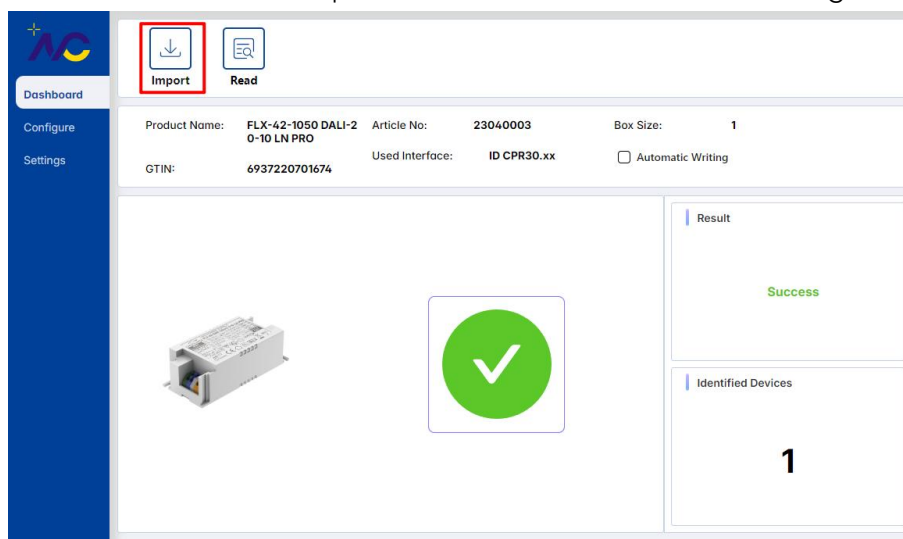 AC
Import
Read
Dashboard
Configure
Settings
Product Name:
FLX-42-1050 DALI-2
0-10 LN PRO
Article No:
23040003
Box Size:
1
Used Interface:
ID CPR30.xx
Automatic Writing
GTIN:
6937220701674
Result
Success
Identified Devices
1